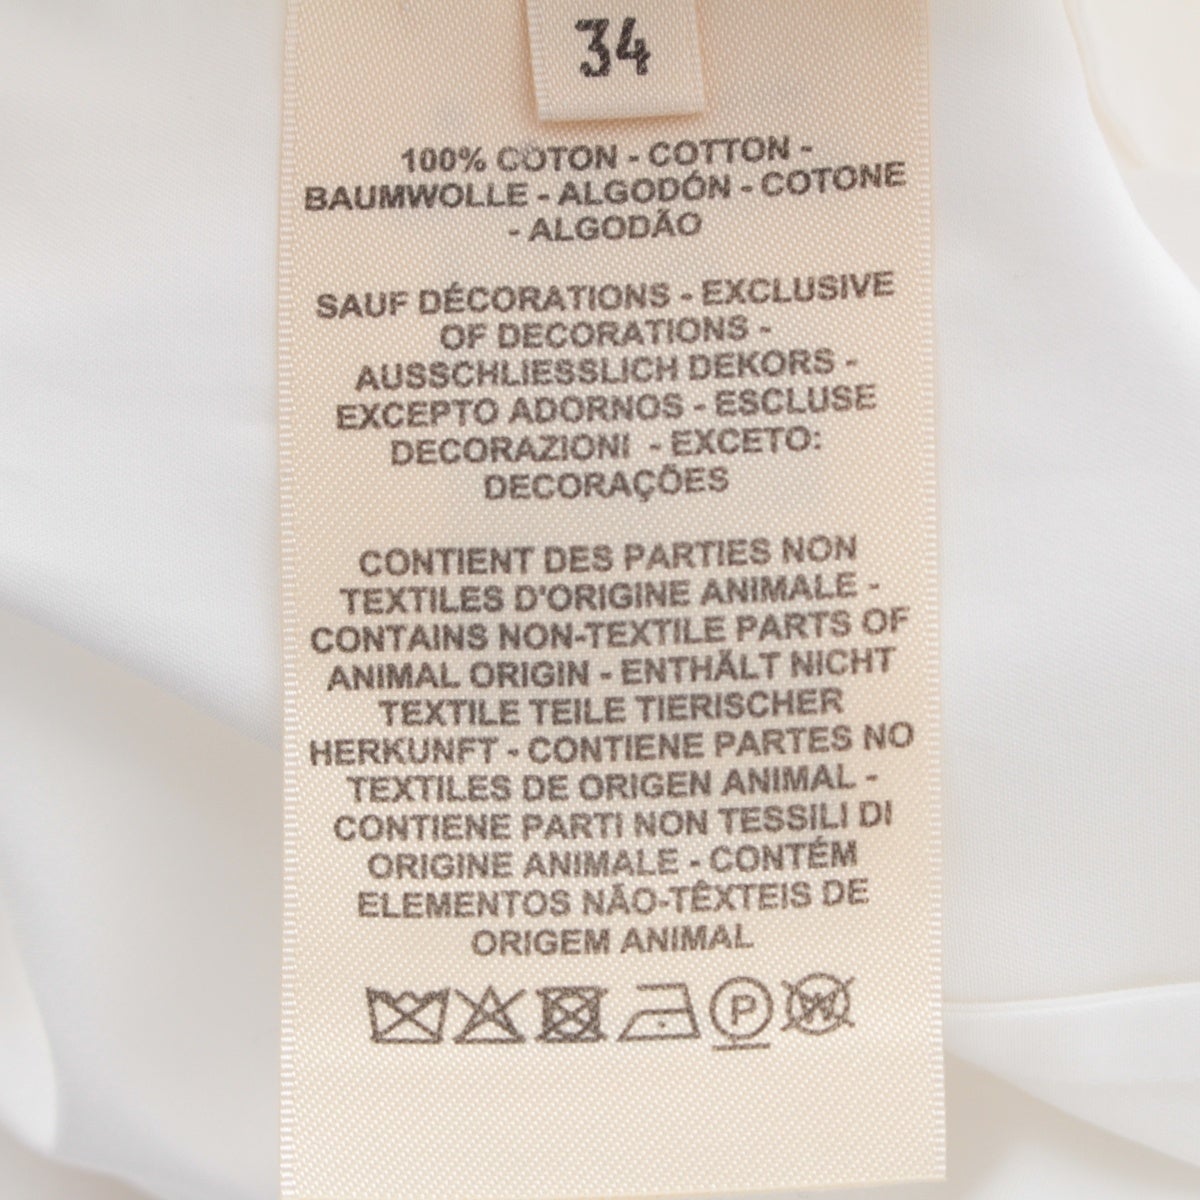 34
100% COTON - COTTON -
BAUMWOLLE - ALGODÓN - COTONE
- ALGODÃO
SAUF DÉCORATIONS - EXCLUSIVE
OF DECORATIONS -
AUSSCHLIESSLICH DEKORS -
EXCEPTO ADORNOS - ESCLUSE
DECORAZIONI - EXCETO:
DECORAÇÕES
CONTIENT DES PARTIES NON
TEXTILES D'ORIGINE ANIMALE -
CONTAINS NON-TEXTILE PARTS OF
ANIMAL ORIGIN - ENTHÄLT NICHT
TEXTILE TEILE TIERISCHER
HERKUNFT - CONTIENE PARTES NO
TEXTILES DE ORIGEN ANIMAL -
CONTIENE PARTI NON TESSILI DI
ORIGINE ANIMALE - CONTÉM
ELEMENTOS NÃO-TÊXTEIS DE
ORIGEM ANIMAL
P W